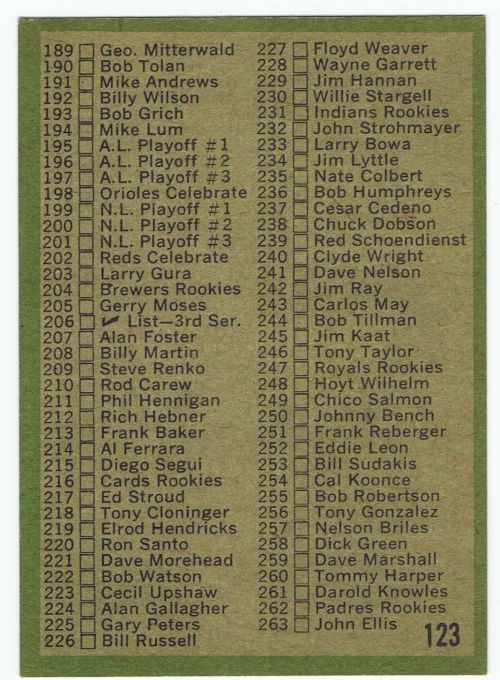 189 Geo. Mitterwald
190 Bob Tolan
191 Mike Andrews
192 Billy Wilson
193 Bob Grich
194 Mike Lum
195 A.L. Playoff #1
196 A.L. Playoff #2
197 A.L. Playoff #3
198 Orioles Celebrate
199 N.L. Playoff #1
200 N.L. Playoff #2
201 N.L. Playoff #3
202 Reds Celebrate
203 Larry Gura
204 Brewers Rookies
205 Gerry Moses
206 ✓ List—3rd Ser.
207 Alan Foster
208 Billy Martin
209 Steve Renko
210 Rod Carew
211 Phil Hennigan
212 Rich Hebner
213 Frank Baker
214 Al Ferrara
215 Diego Segui
216 Cards Rookies
217 Ed Stroud
218 Tony Cloninger
219 Elrod Hendricks
220 Ron Santo
221 Dave Morehead
222 Bob Watson
223 Cecil Upshaw
224 Alan Gallagher
225 Gary Peters
226 Bill Russell
227 Floyd Weaver
228 Wayne Garrett
229 Jim Hannan
230 Willie Stargell
231 Indians Rookies
232 John Strohmayer
233 Larry Bowa
234 Jim Lyttle
235 Nate Colbert
236 Bob Humphreys
237 Cesar Cedeno
238 Chuck Dobson
239 Red Schoendienst
240 Clyde Wright
241 Dave Nelson
242 Jim Ray
243 Carlos May
244 Bob Tillman
245 Jim Kaat
246 Tony Taylor
247 Royals Rookies
248 Hoyt Wilhelm
249 Chico Salmon
250 Johnny Bench
251 Frank Reberger
252 Eddie Leon
253 Bill Sudakis
254 Cal Koonce
255 Bob Robertson
256 Tony Gonzalez
257 Nelson Briles
258 Dick Green
259 Dave Marshall
260 Tommy Harper
261 Darold Knowles
262 Padres Rookies
263 John Ellis
123